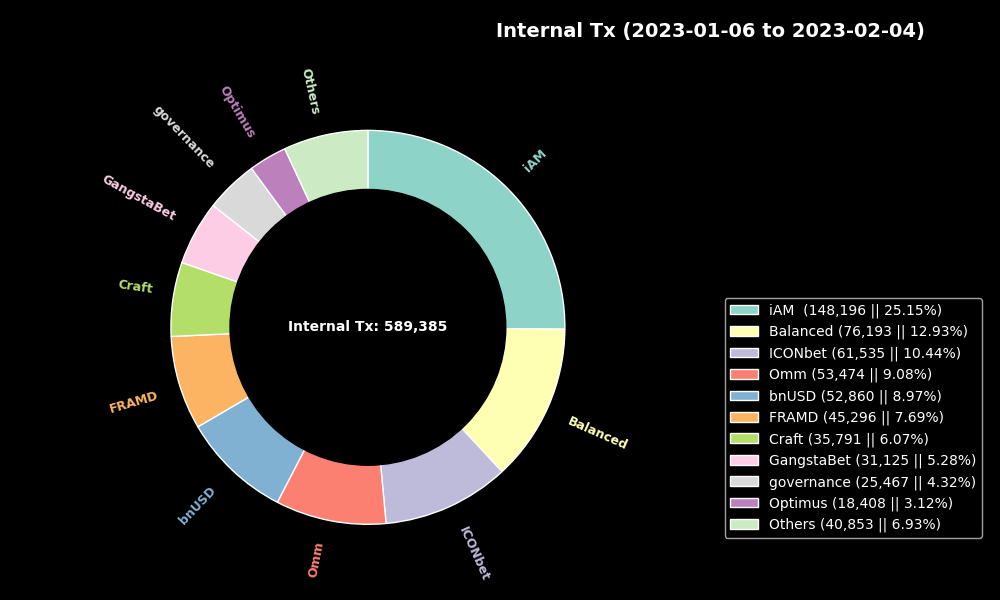 Internal Tx (2023-01-06 to 2023-02-04)
Others
Optimus
governance
iAM
GangstaBet
Craft
Internal Tx: 589,385
FRAMD
Balanced
bnUSD
Omm
ICONbet
iAM  (148,196 || 25.15%)
Balanced (76,193 || 12.93%)
ICONbet (61,535 || 10.44%)
Omm (53,474 || 9.08%)
bnUSD (52,860 || 8.97%)
FRAMD (45,296 || 7.69%)
Craft (35,791 || 6.07%)
GangstaBet (31,125 || 5.28%)
governance (25,467 || 4.32%)
Optimus (18,408 || 3.12%)
Others (40,853 || 6.93%)